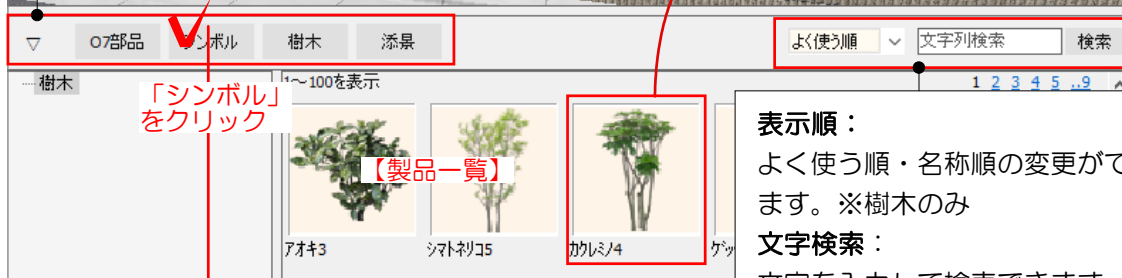 ▽ O7部品 シンボル 樹木 添景 よく使う順 文字列検索 検索
樹木
1～100を表示
1 2 3 4 5 ..9
「シンボル」
をクリック
【製品一覧】
アオキ3 シマトネリコ5 カクレミノ4
表示順：
よく使う順・名称順の変更がで
ます。※樹木のみ
文字検索：